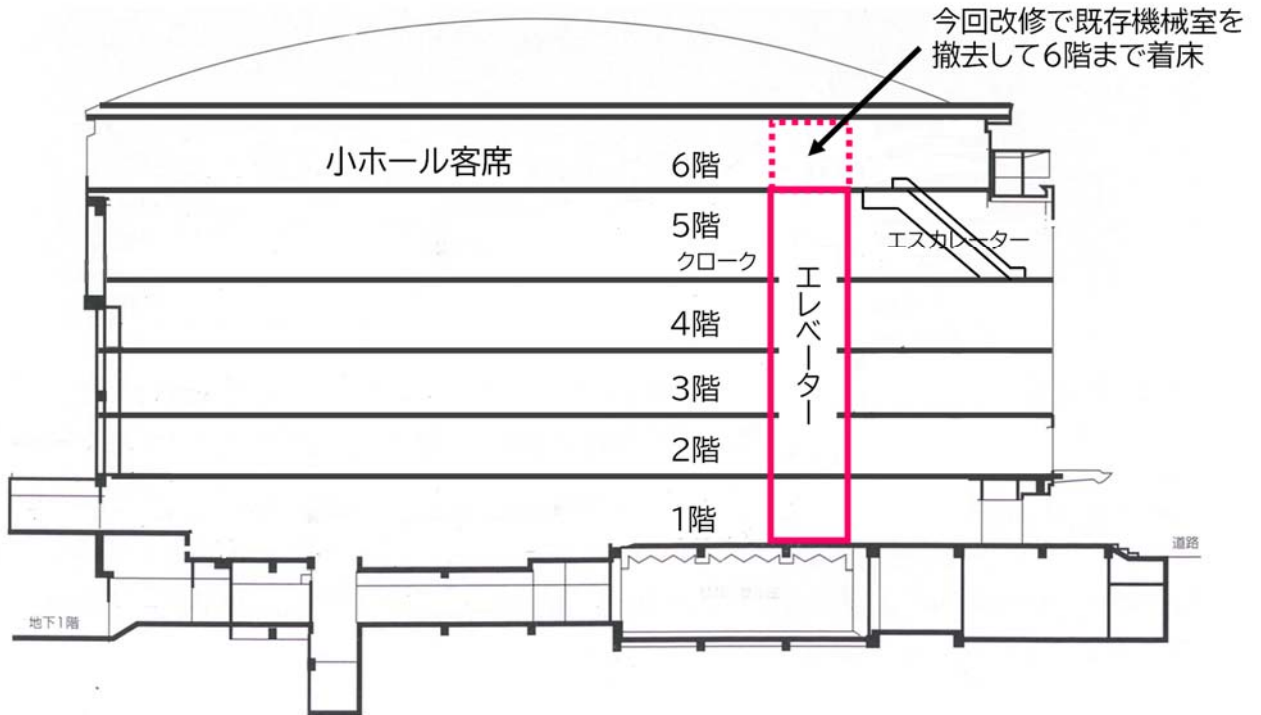 今回改修で既存機械室を
撤去して6階まで着床
小ホール客席
6階
5階
クローク
エスカレーター
エレベーター
4階
3階
2階
1階
道路
地下1階